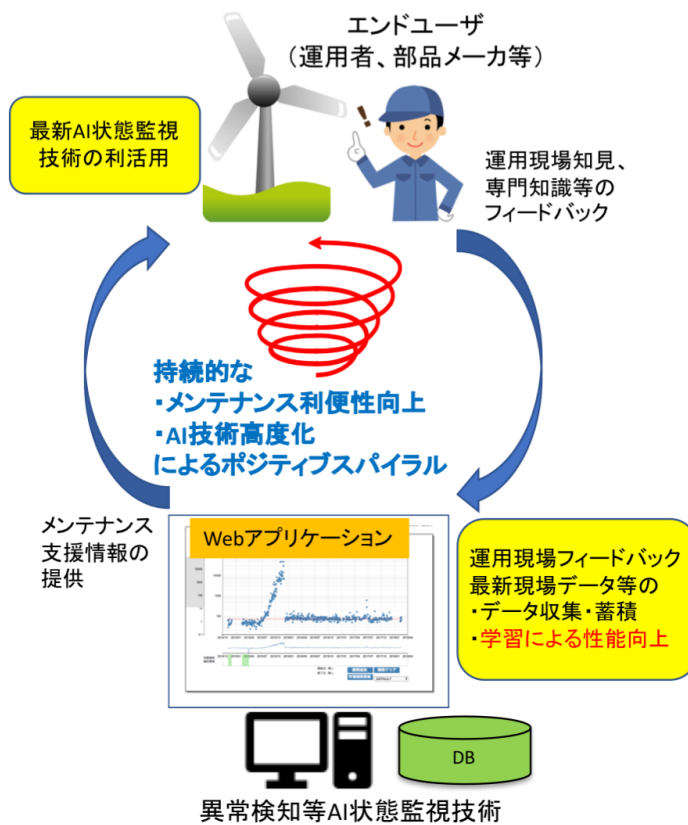 エンドユーザ
（運用者、部品メーカ等）
最新AI状態監視
技術の利活用
運用現場知見、
専門知識等の
フィードバック
持続的な
・メンテナンス利便性向上
・AI技術高度化
によるポジティブスパイラル
メンテナンス
支援情報の
提供
Webアプリケーション
運用現場フィードバック
最新現場データ等の
・データ収集・蓄積
・学習による性能向上
DB
異常検知等AI状態監視技術